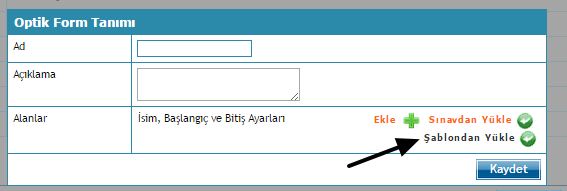 Optik Form Tanımı
Ad
Açıklama
Alanlar İsim, Başlangıç ve Bitiş Ayarları Ekle Sınavdan Yükle
Şablondan Yükle
Kaydet